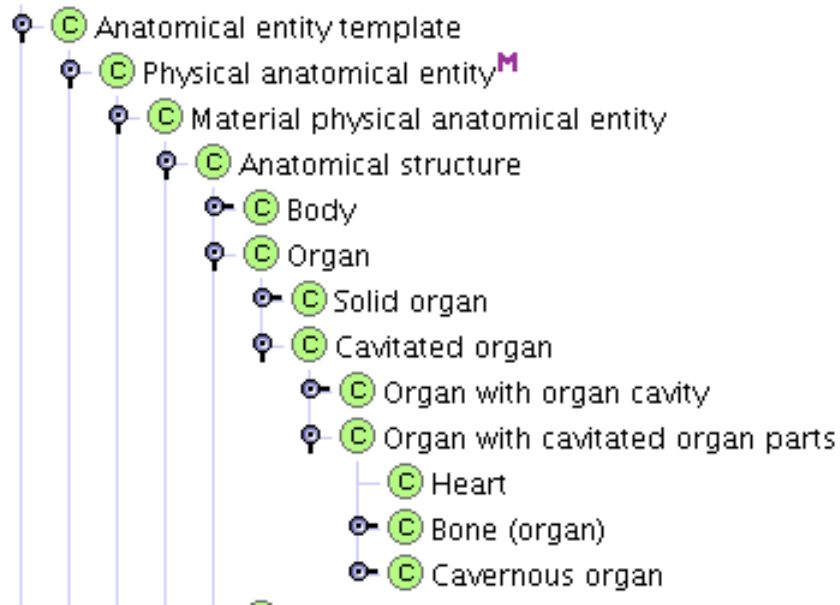 C Anatomical entity template
C Physical anatomical entity M
C Material physical anatomical entity
C Anatomical structure
C Body
C Organ
C Solid organ
C Cavitated organ
C Organ with organ cavity
C Organ with cavitated organ parts
C Heart
C Bone (organ)
C Cavernous organ